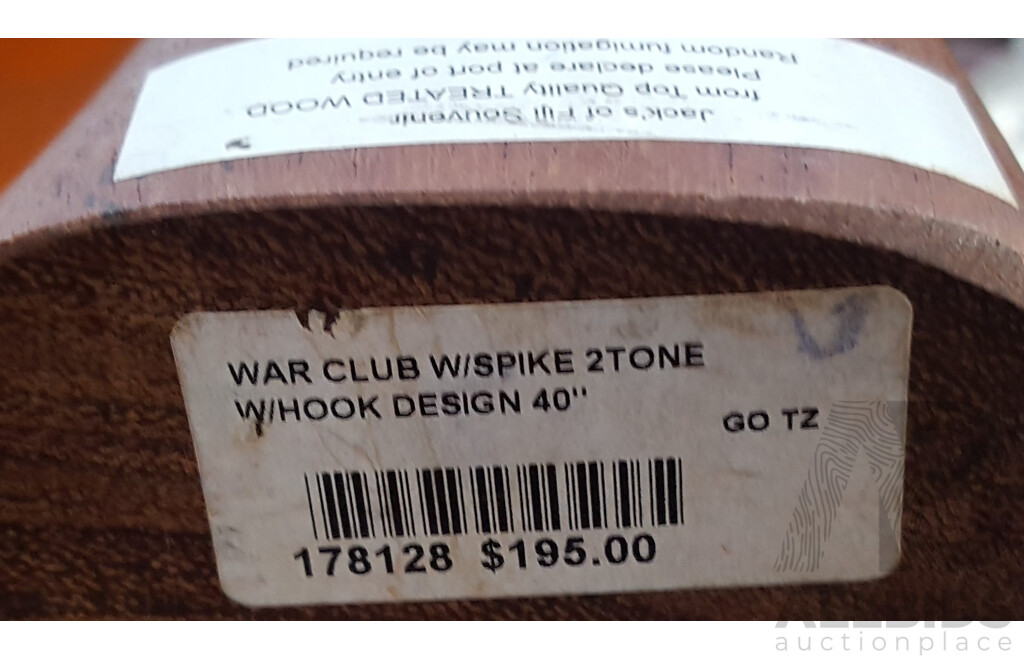 Jack's of Fiji Souvenir
from Top Quality TREATED WOOD
Please declare at port of entry
Random fumigation may be required
WAR CLUB W/SPIKE 2TONE
W/HOOK DESIGN 40"
GO TZ
178128 $195.00
ALLBIDS
auctionplace